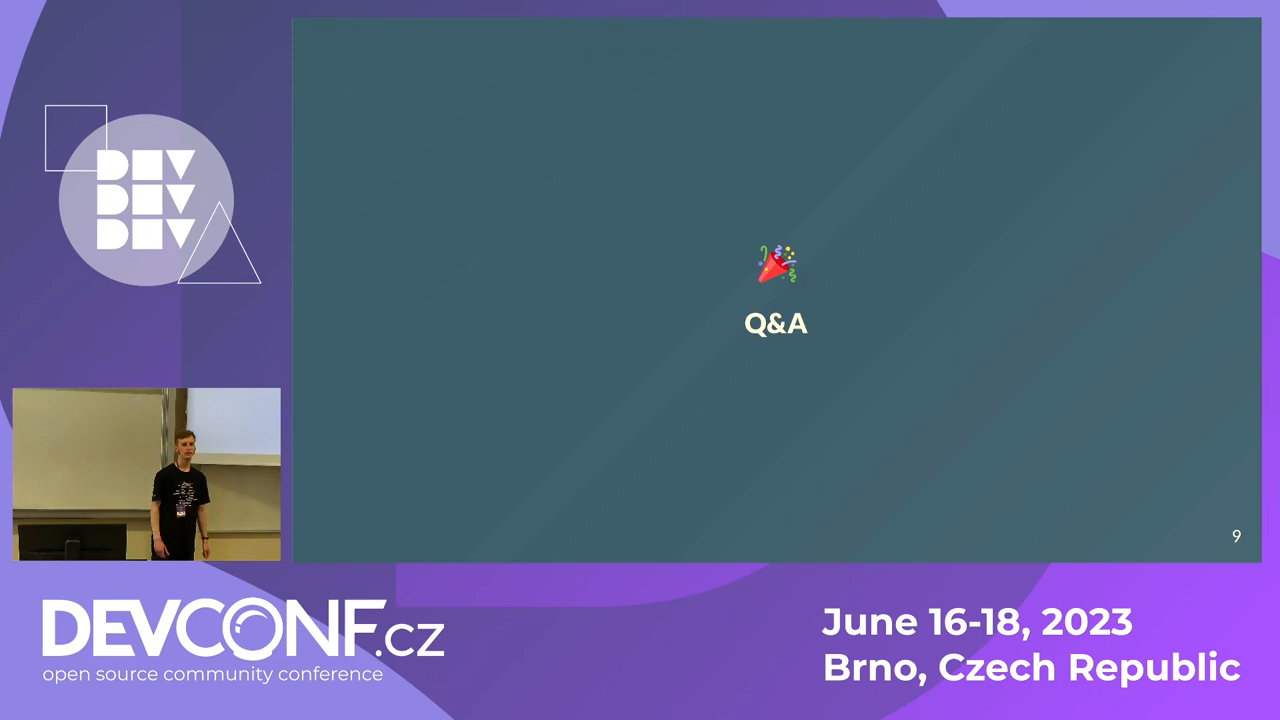 DEV
DEV
DEV
Q&A
9
DEVCONF.cz
open source community conference
June 16-18, 2023
Brno, Czech Republic